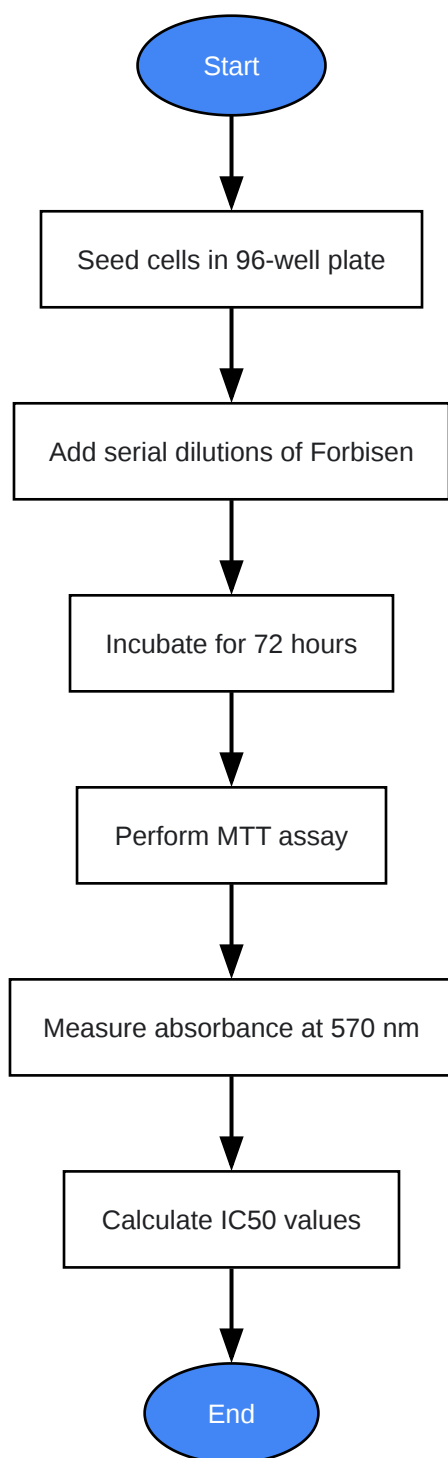 Start
Seed cells in 96-well plate
Add serial dilutions of Forbisen
Incubate for 72 hours
Perform MTT assay
Measure absorbance at 570 nm
Calculate IC50 values
End